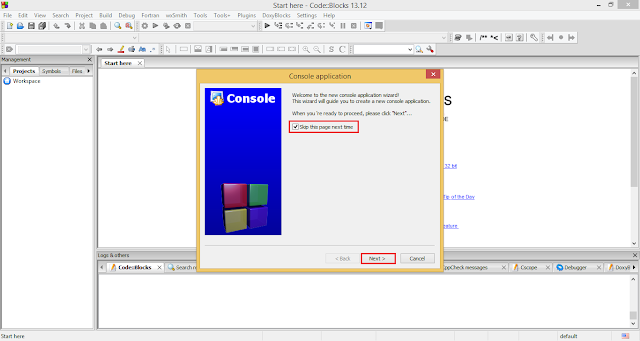 Start here - Code::Blocks 13.12
File Edit View Search Project Build Debug Fortran wxSmith Tools Tools+ Plugins DoxyBlocks Settings Help
Management
Projects Symbols Files
Workspace
Start here
Console application
Console
Welcome to the new console application wizard!
This wizard will guide you to create a new console application.
When you're ready to proceed, please click "Next"...
Skip this page next time
S
32 bit
Tip of the Day
< Back Next > Cancel
Logs & others
Code::Blocks Search r CppCheck messages Cscope Debugger DoxyB
Start here default